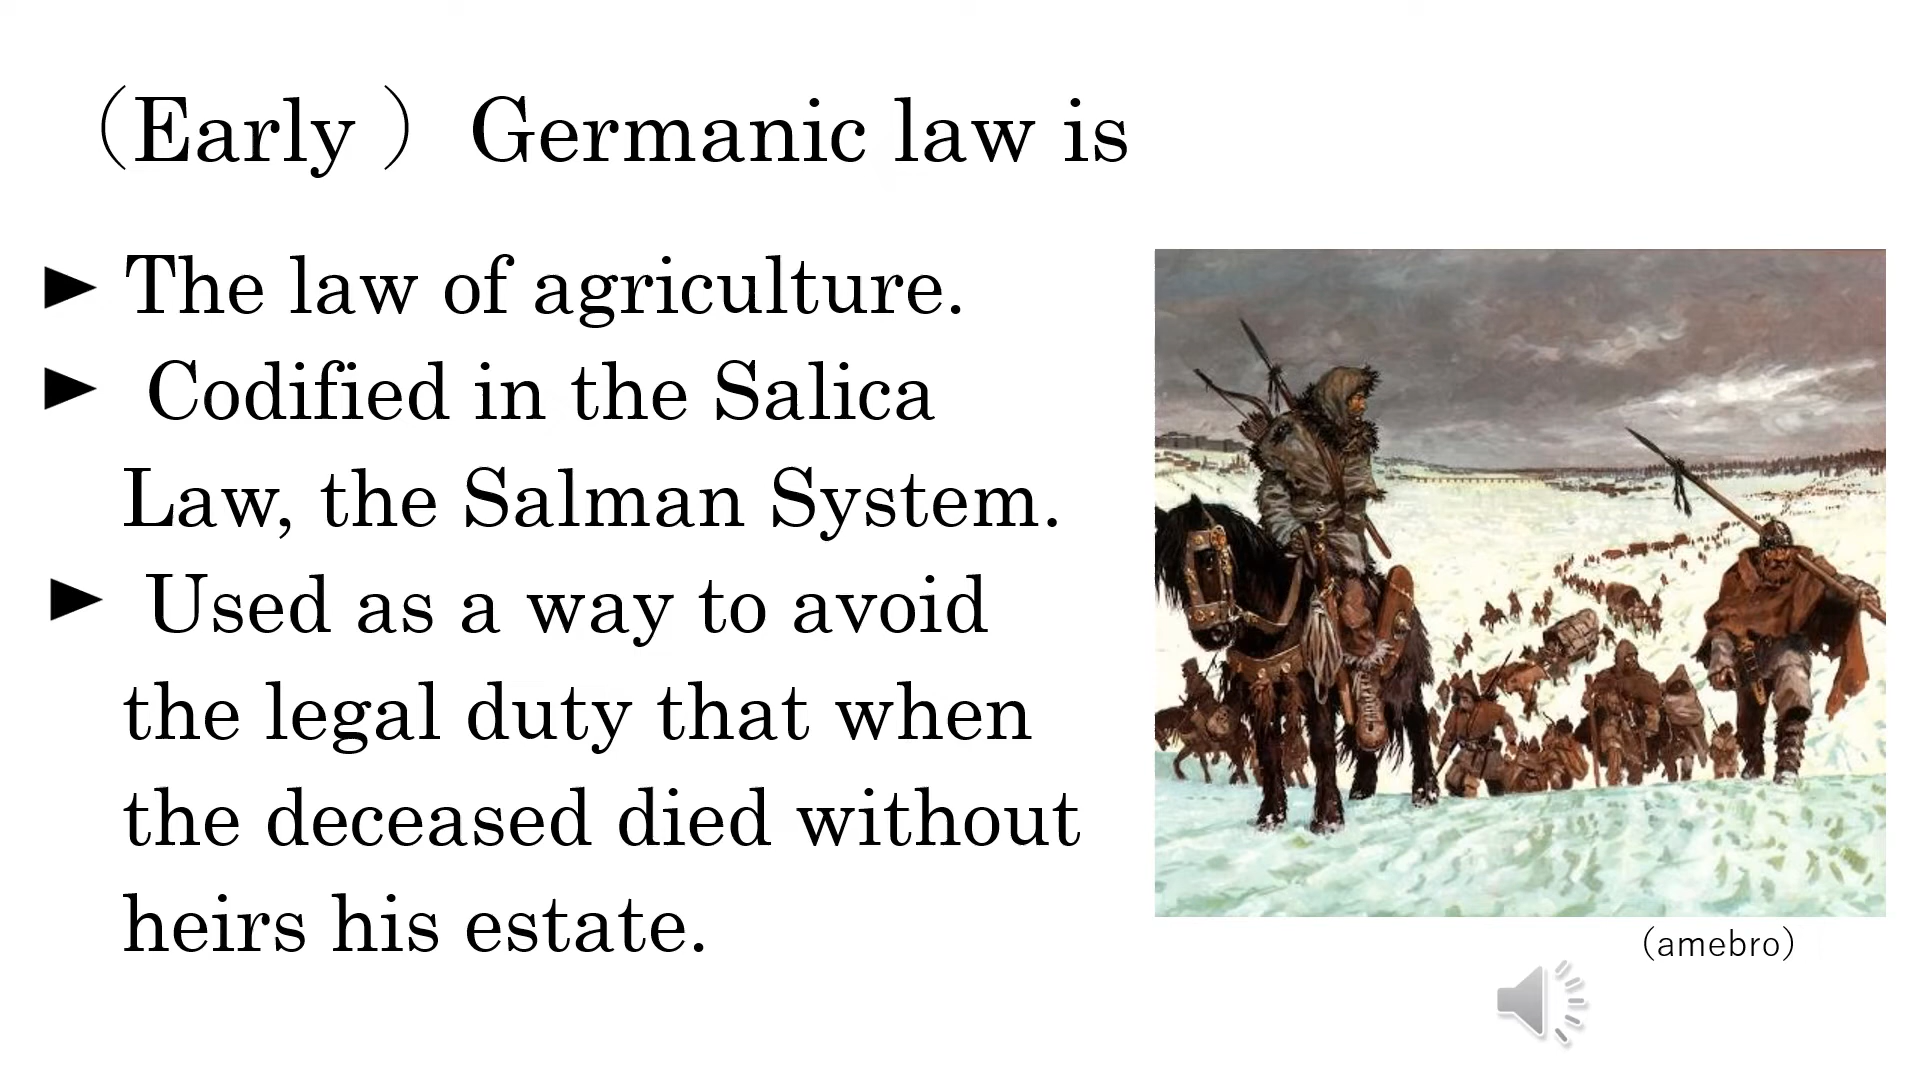 （Early ） Germanic law is
► The law of agriculture.
► Codified in the Salica
Law, the Salman System.
► Used as a way to avoid
the legal duty that when
the deceased died without
heirs his estate.
（amebro）